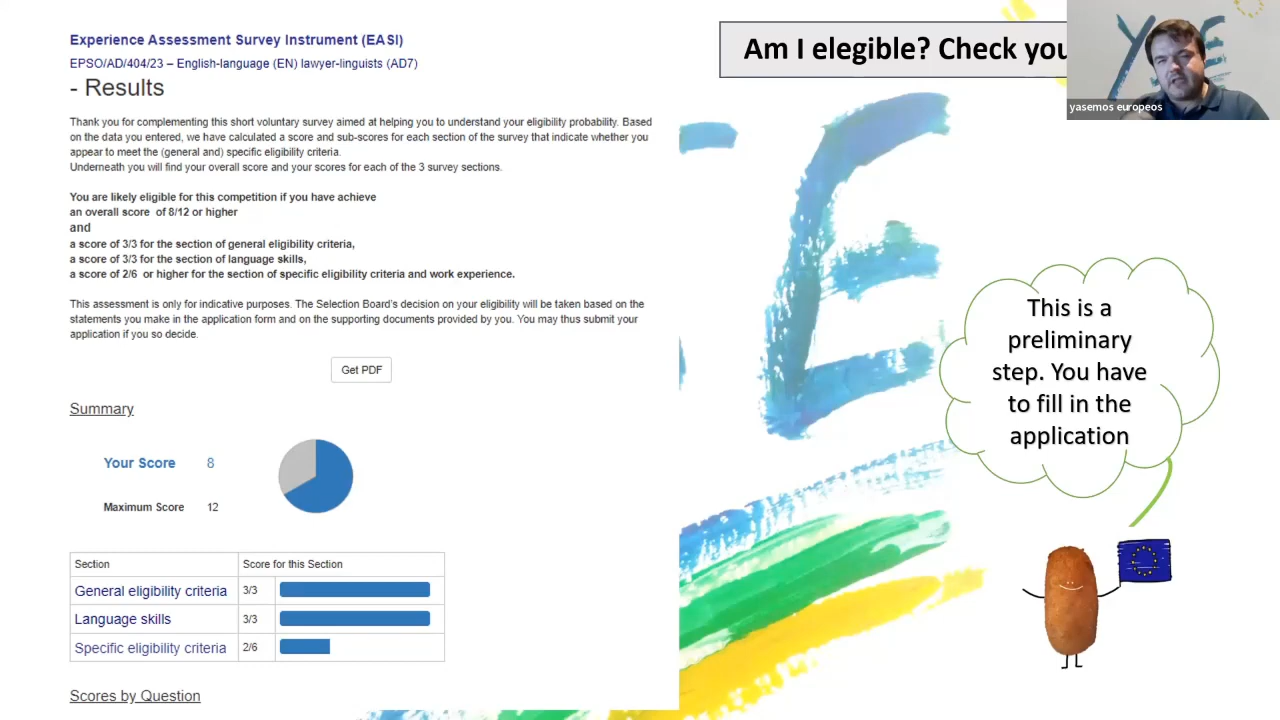 Experience Assessment Survey Instrument (EASI)
EPSO/AD/404/23 – English-language (EN) lawyer-linguists (AD7)
- Results
Thank you for complementing this short voluntary survey aimed at helping you to understand your eligibility probability. Based
on the data you entered, we have calculated a score and sub-scores for each section of the survey that indicate whether you
appear to meet the (general and) specific eligibility criteria.
Underneath you will find your overall score and your scores for each of the 3 survey sections.
You are likely eligible for this competition if you have achieve
an overall score of 8/12 or higher
and
a score of 3/3 for the section of general eligibility criteria,
a score of 3/3 for the section of language skills,
a score of 2/6 or higher for the section of specific eligibility criteria and work experience.
This assessment is only for indicative purposes. The Selection Board's decision on your eligibility will be taken based on the
statements you make in the application form and on the supporting documents provided by you. You may thus submit your
application if you so decide.
Get PDF
Summary
Your Score 8
Maximum Score 12
Section Score for this Section
General eligibility criteria 3/3
Language skills 3/3
Specific eligibility criteria 2/6
Scores by Question
Am I elegible? Check you
yasemos europeos
This is a
preliminary
step. You have
to fill in the
application